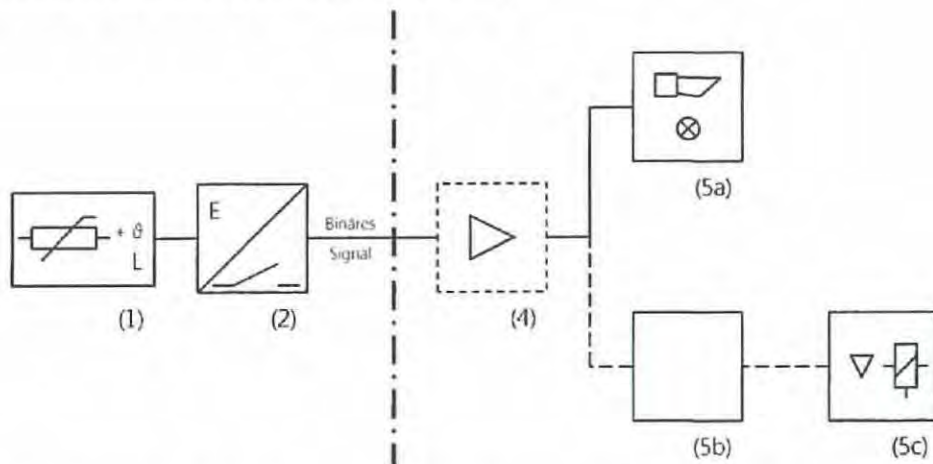 (5a)
+ ϑ
L
E
Binäres
Signal
(1)
(2)
(4)
(5b)
(5c)